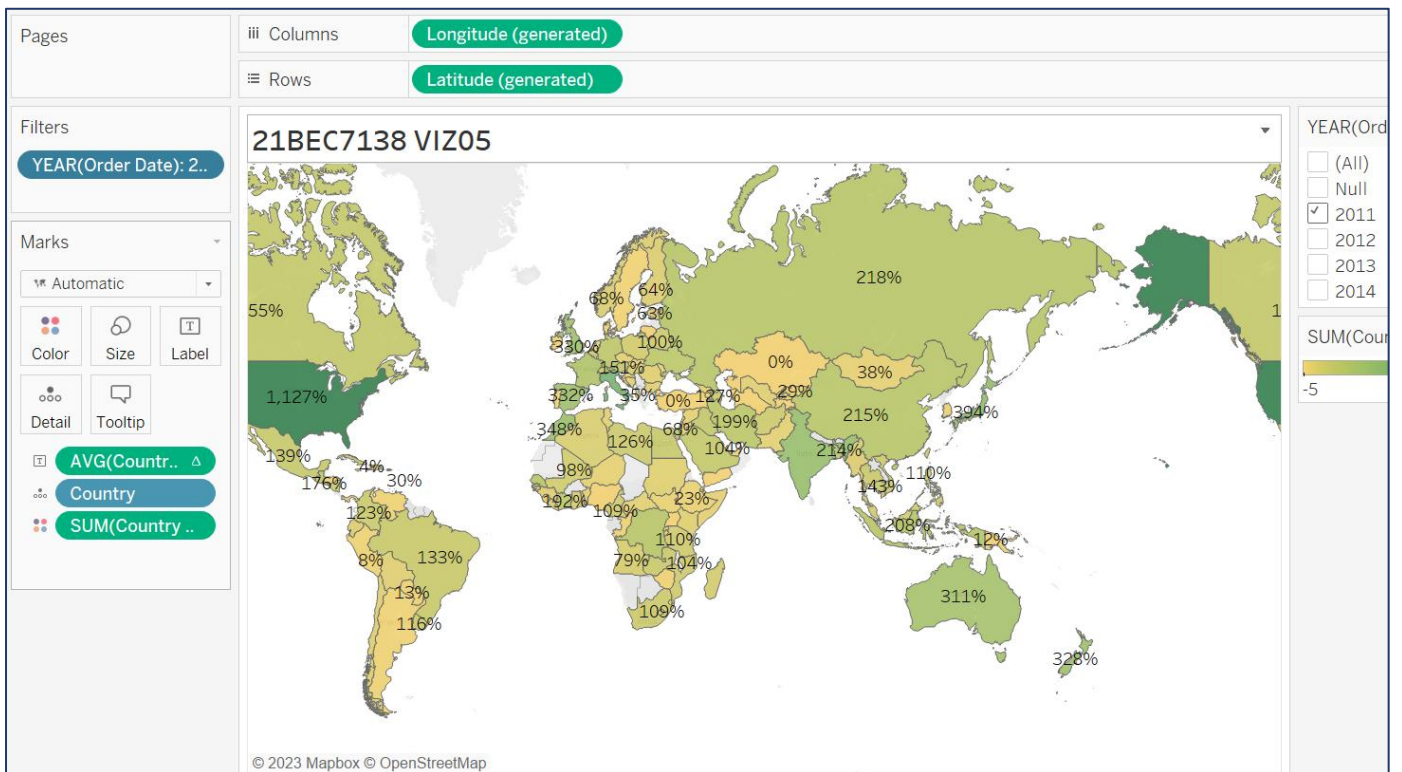 Pages
iii Columns
Longitude (generated)
Rows
Latitude (generated)
Filters
YEAR(Order Date): 2..
Marks
Automatic
Color
Size
Label
Detail
Tooltip
T
AVG(Countr.. Δ
Country
SUM(Country ..
21BEC7138 VIZ05
218%
64%
68%
55%
63%
330%
100%
0%
151%
38%
1,127%
332%
35%
0%
127%
29%
215%
394%
348%
126%
68%
199%
104%
214%
139%
4%
98%
110%
176%
30%
143%
192%
23%
123%
109%
208%
110%
12%
8%
133%
79%
104%
13%
311%
109%
116%
328%
© 2023 Mapbox © OpenStreetMap
YEAR(Ord
(All)
Null
2011
2012
2013
2014
SUM(Cour
-5